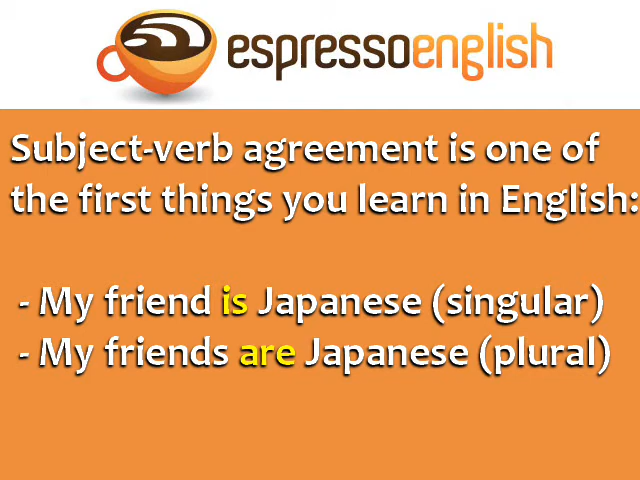 espressoenglish
Subject-verb agreement is one of
the first things you learn in English:
- My friend is Japanese (singular)
- My friends are Japanese (plural)